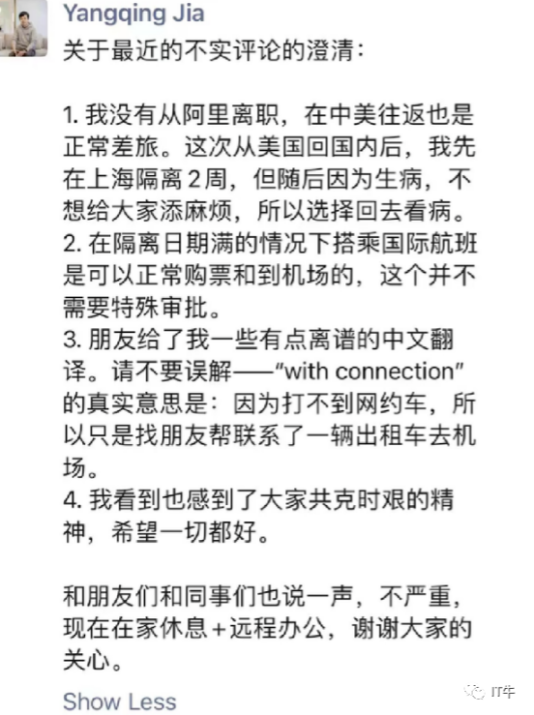 Yangqing Jia
关于最近的不实评论的澄清：
1. 我没有从阿里离职，在中美往返也是
正常差旅。这次从美国回国内后，我先
在上海隔离2周，但随后因为生病，不
想给大家添麻烦，所以选择回去看病。
2. 在隔离日期满的情况下搭乘国际航班
是可以正常购票和到机场的，这个并不
需要特殊审批。
3. 朋友给了我一些有点离谱的中文翻
译。请不要误解——“with connection”
的真实意思是：因为打不到网约车，所
以只是找朋友帮联系了一辆出租车去机
场。
4. 我看到也感到了大家共克时艰的精
神，希望一切都好。
和朋友们和同事们也说一声，不严重，
现在在家休息+远程办公，谢谢大家的
关心。
Show Less
IT牛